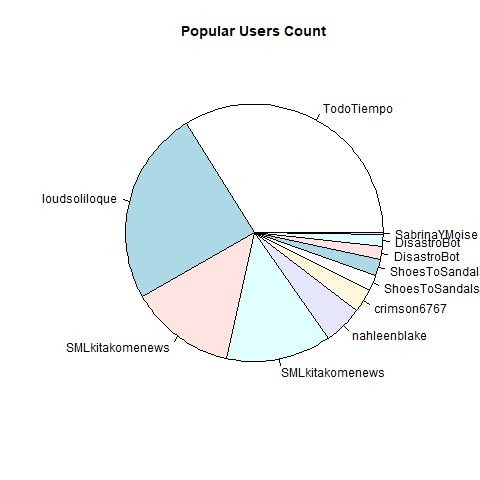 Popular Users Count
TodoTiempo
loudsoliloque
SMLkitakomenews
SMLkitakomenews
nahleenblake
crimson6767
ShoesToSandals
ShoesToSandal
DisastroBot
DisastroBot
SabrinaYMoise